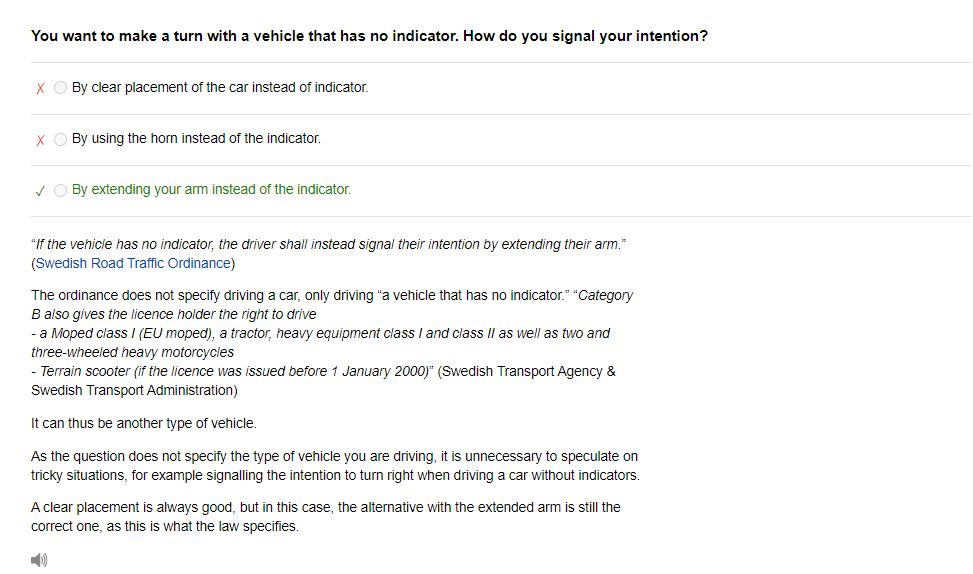 You want to make a turn with a vehicle that has no indicator. How do you signal your intention?
X By clear placement of the car instead of indicator.
X By using the horn instead of the indicator.
✓ By extending your arm instead of the indicator.
“If the vehicle has no indicator, the driver shall instead signal their intention by extending their arm.”
(Swedish Road Traffic Ordinance)
The ordinance does not specify driving a car, only driving “a vehicle that has no indicator.” “Category
B also gives the licence holder the right to drive
- a Moped class I (EU moped), a tractor, heavy equipment class I and class II as well as two and
three-wheeled heavy motorcycles
- Terrain scooter (if the licence was issued before 1 January 2000)” (Swedish Transport Agency &
Swedish Transport Administration)
It can thus be another type of vehicle.
As the question does not specify the type of vehicle you are driving, it is unnecessary to speculate on
tricky situations, for example signalling the intention to turn right when driving a car without indicators.
A clear placement is always good, but in this case, the alternative with the extended arm is still the
correct one, as this is what the law specifies.